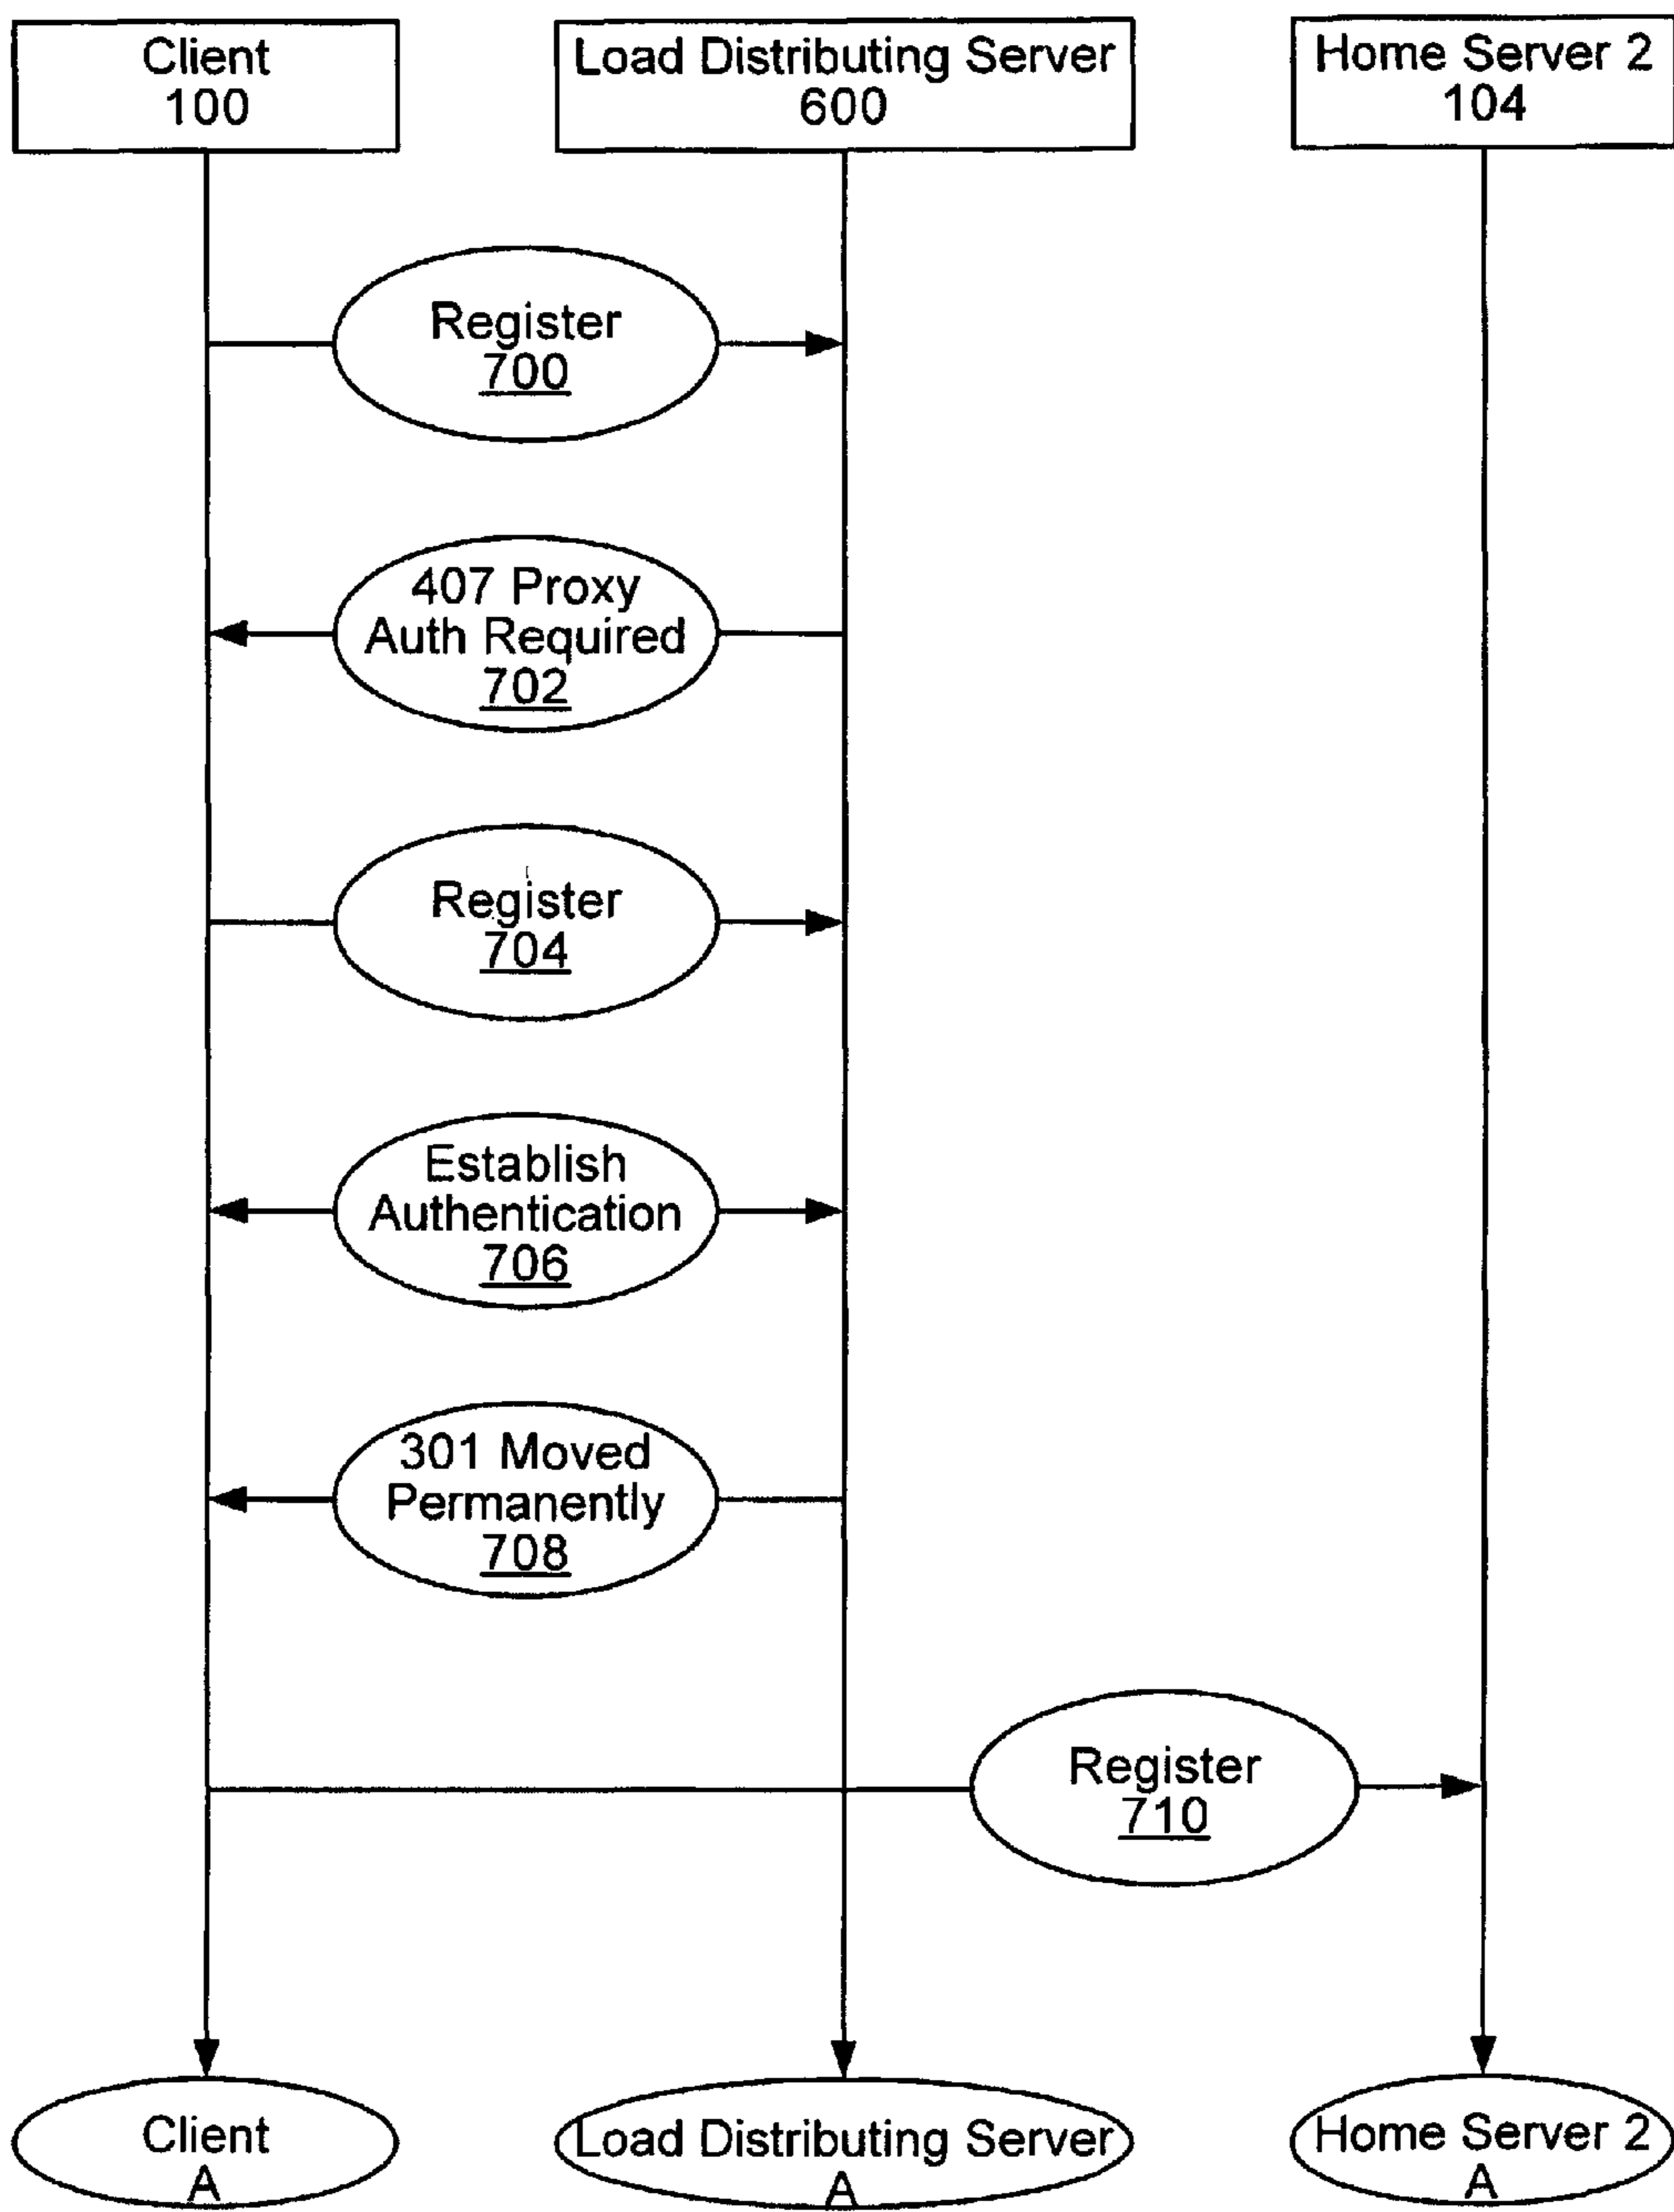 Client
100
Load Distributing Server
600
Home Server 2
104
Register
700
407 Proxy
Auth Required
702
Register
704
Establish
Authentication
706
301 Moved
Permanently
708
Register
710
Client
A
Load Distributing Server
A
Home Server 2
A